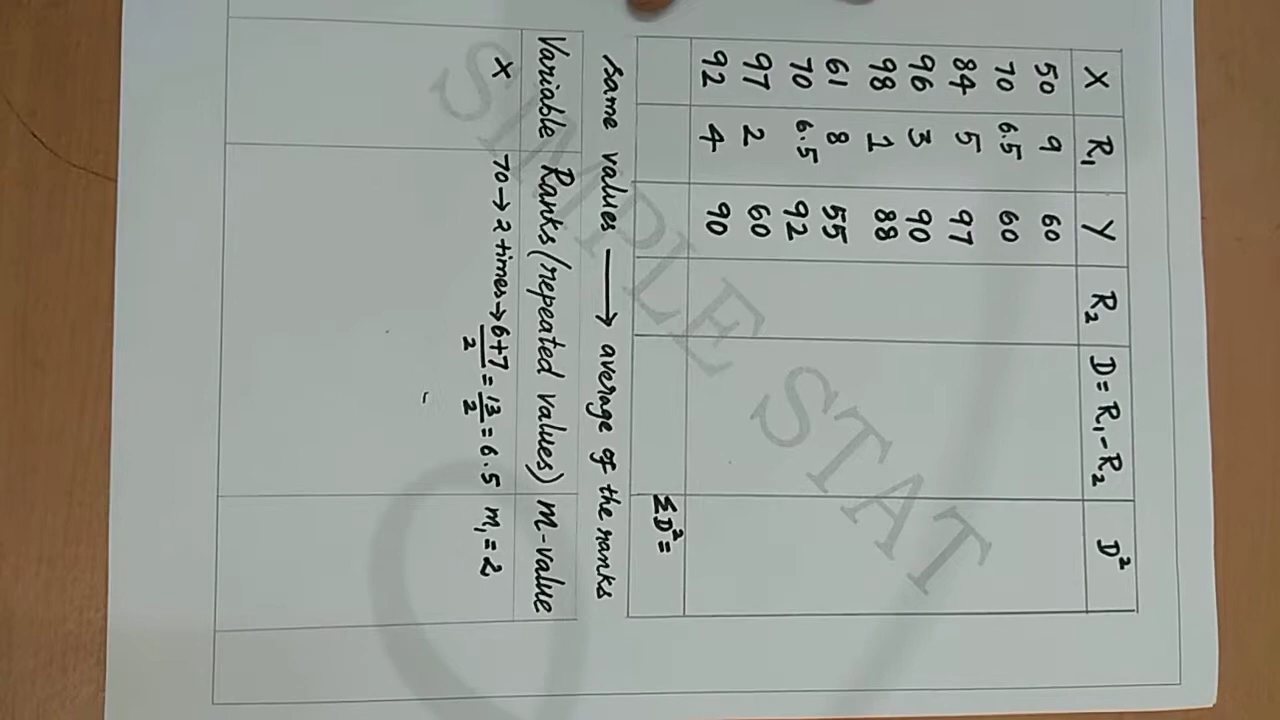 X R₁ Y R₂ D = R₁ - R₂ D²
50 9 60
70 6.5 60
84 5 97
96 3 90
98 1 88
61 8 55
70 6.5 92
97 2 60
92 4 90
ΣD² =
same values → average of the ranks
Variable Ranks (repeated values) m-value
X 70 → 2 times → 6+7/2 = 13/2 = 6.5 m₁ = 2
SIMPLE STAT